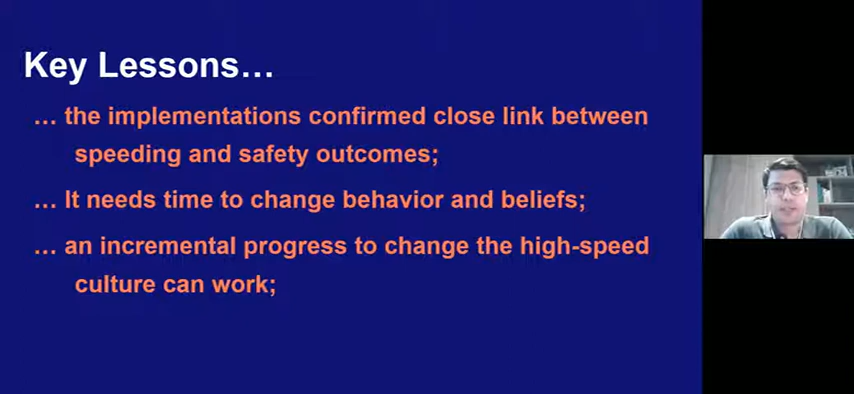 Key Lessons…
… the implementations confirmed close link between
speeding and safety outcomes;
… It needs time to change behavior and beliefs;
… an incremental progress to change the high-speed
culture can work;